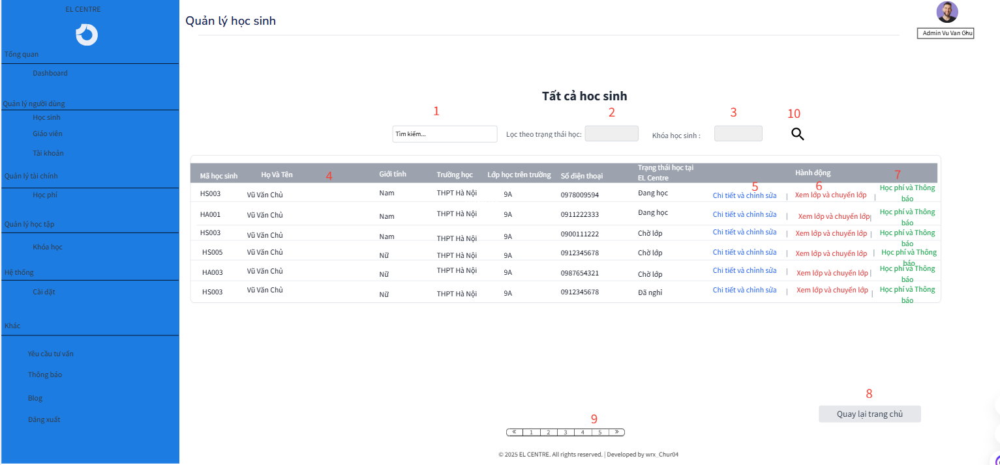 EL CENTRE
Tổng quan
Dashboard
Quản lý người dùng
Học sinh
Giáo viên
Tài khoản
Quản lý tài chính
Học phí
Quản lý học tập
Khóa học
Hệ thống
Cài dặt
Khác
Yêu cầu tư vấn
Thông báo
Blog
Đăng xuất
Quản lý học sinh
Admin Vu Van Chu
Tất cả hoc sinh
1 2 3 10
Tìm kiếm... Lọc theo trạng thái học: Khóa học sinh :
Mã học sinh Họ Và Tên 4 Giới tính Trường học Lớp học trên trường Số điện thoại Trạng thái học tại EL Centre Hành động 7
5 6
HS003 Vũ Văn Chủ Nam THPT Hà Nội 9A 0978009594 Đang học Chi tiết và chỉnh sửa | Xem lớp và chuyển lớp | Học phí và Thông báo
HA001 Vũ Văn Chủ Nam THPT Hà Nội 9A 0911222333 Đang học Chi tiết và chỉnh sửa | Xem lớp và chuyển lớp | Học phí và Thông báo
HS003 Vũ Văn Chủ Nam THPT Hà Nội 9A 0900111222 Chờ lớp Chi tiết và chỉnh sửa | Xem lớp và chuyển lớp | Học phí và Thông báo
HS005 Vũ Văn Chủ Nữ THPT Hà Nội 9A 0912345678 Chờ lớp Chi tiết và chỉnh sửa | Xem lớp và chuyển lớp | Học phí và Thông báo
HA003 Vũ Văn Chủ Nữ THPT Hà Nội 9A 0987654321 Chờ lớp Chi tiết và chỉnh sửa | Xem lớp và chuyển lớp | Học phí và Thông báo
HS003 Vũ Văn Chủ Nữ THPT Hà Nội 9A 0912345678 Đã nghỉ Chi tiết và chỉnh sửa | Xem lớp và chuyển lớp | Học phí và Thông báo
8
Quay lại trang chủ
9
« 1 2 3 4 5 »
© 2025 EL CENTRE. All rights reserved. | Developed by wrx_Chur04